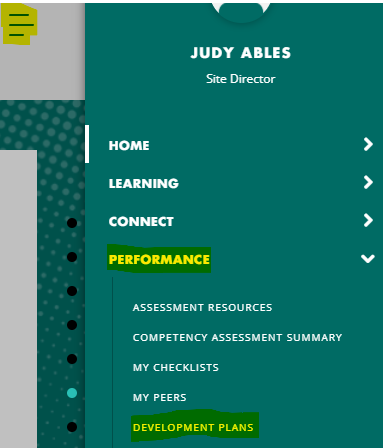 JUDY ABLES
Site Director
HOME
LEARNING
CONNECT
PERFORMANCE
ASSESSMENT RESOURCES
COMPETENCY ASSESSMENT SUMMARY
MY CHECKLISTS
MY PEERS
DEVELOPMENT PLANS